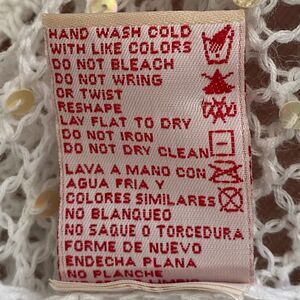 HAND WASH COLD
WITH LIKE COLORS
DO NOT BLEACH
DO NOT WRING
OR TWIST
RESHAPE
LAY FLAT TO DRY
DO NOT IRON
DO NOT DRY CLEAN
LAVA A MANO CON
AGUA FRIA Y
COLORES SIMILARES
NO BLANQUEO
NO SAQUE O TORCEDURA
FORME DE NUEVO
ENDECHA PLANA
NO PLANCHE